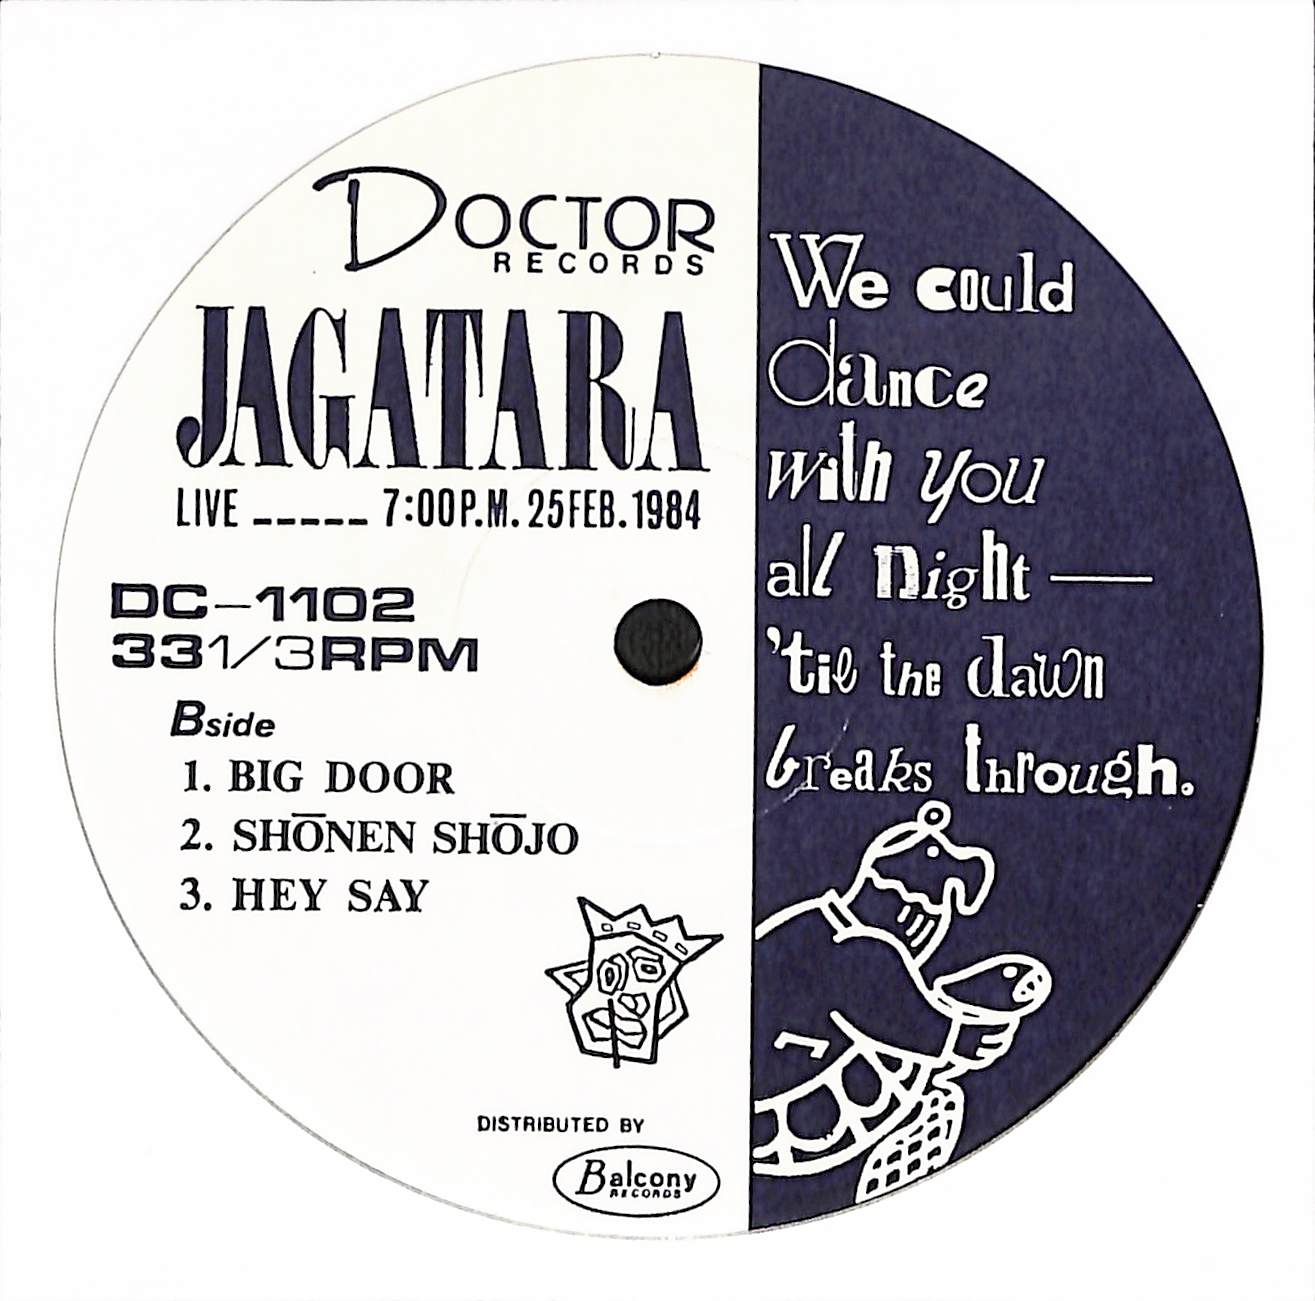 DOCTOR
RECORDS
JAGATARA
LIVE _____ 7:00P.M. 25FEB.1984
DC-1102
331/3RPM
Bside
1. BIG DOOR
2. SHŌNEN SHŌJO
3. HEY SAY
DISTRIBUTED BY
Balcony
RECORDS
We could
dance
with you
all night —
'til the dawn
breaks through.